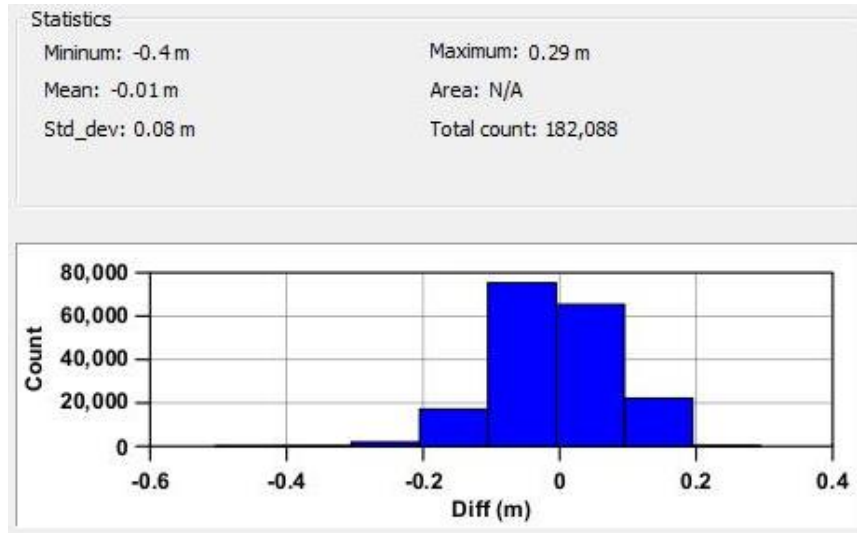 Statistics
Mininum: -0.4 m
Maximum: 0.29 m
Mean: -0.01 m
Area: N/A
Std_dev: 0.08 m
Total count: 182,088
80,000
60,000
40,000
20,000
0
Count
-0.6
-0.4
-0.2
0
0.2
0.4
Diff (m)